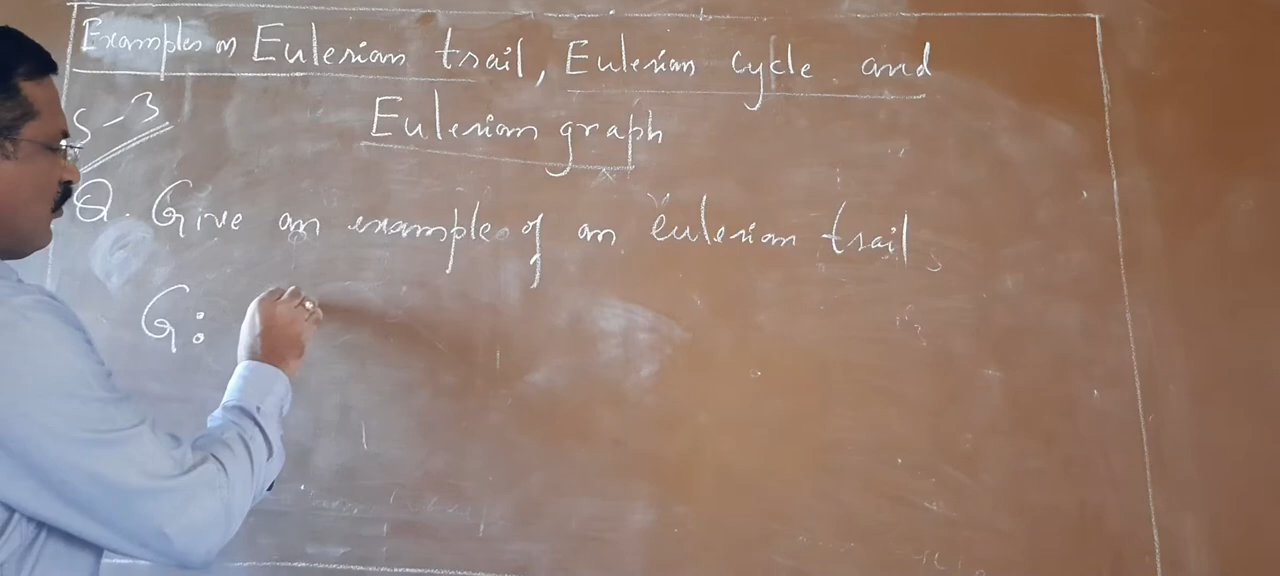 Examples on Eulerian trail, Eulerian cycle and
Eulerian graph
S-3
Q. Give an example of an eulerian trail,
G: